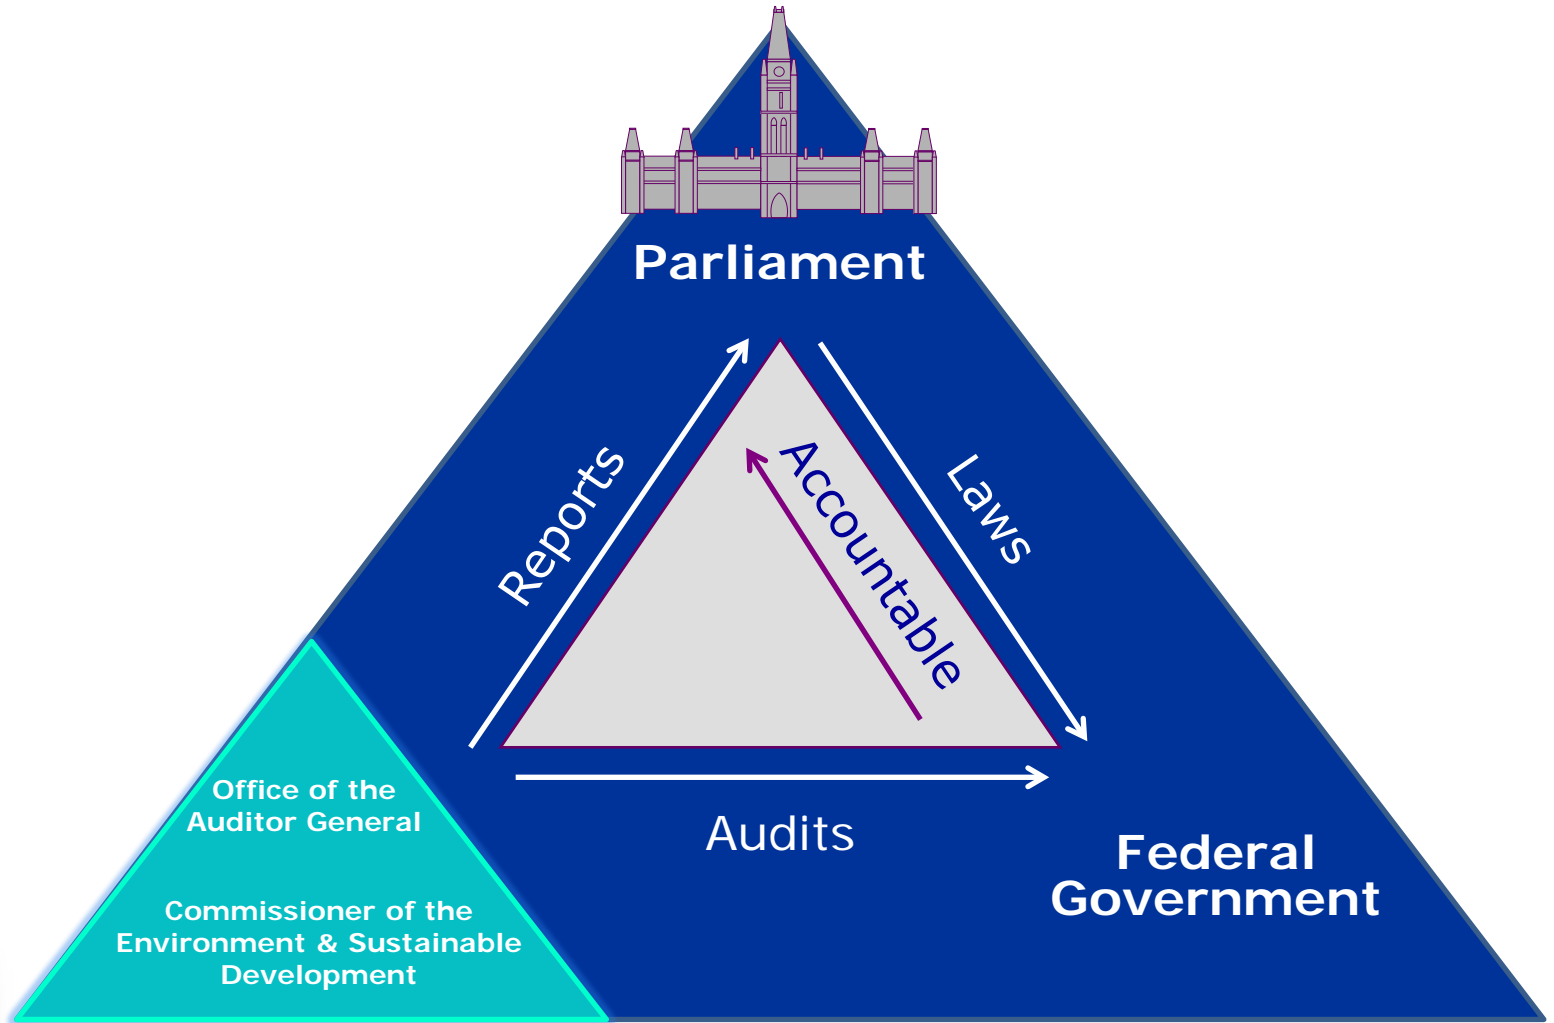 Parliament
Reports
Accountable
Laws
Office of the
Auditor General
Commissioner of the
Environment & Sustainable
Development
Audits
Federal
Government